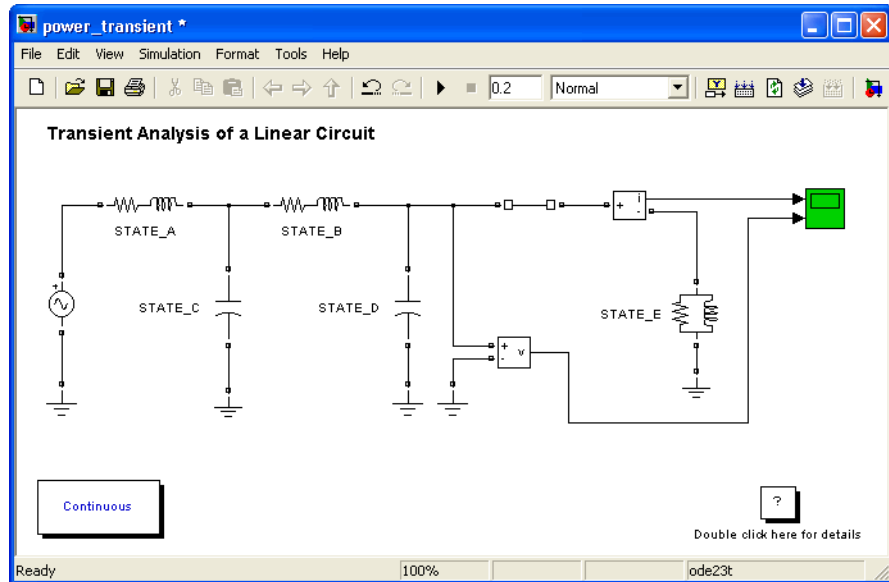 power_transient *
File Edit View Simulation Format Tools Help
0.2 Normal
Transient Analysis of a Linear Circuit
STATE_A
STATE_B
STATE_C
STATE_D
STATE_E
+
+ i -
+ - v
Continuous
?
Double click here for details
Ready 100% ode23t